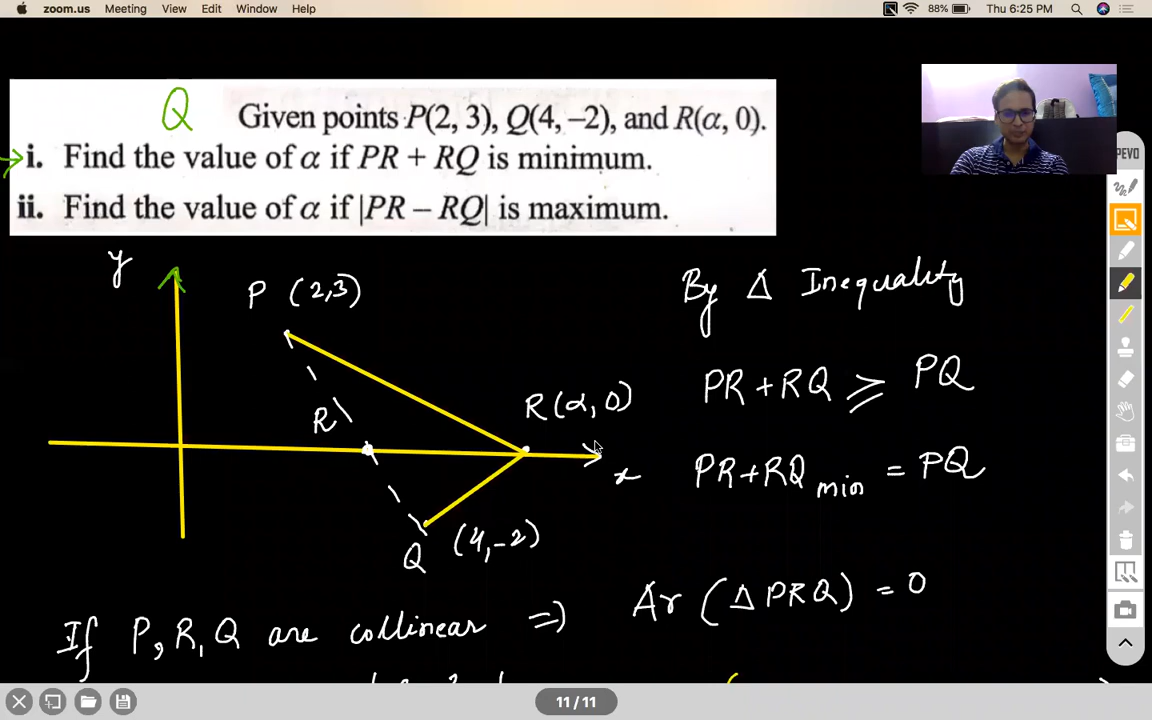 zoom.us Meeting View Edit Window Help 88% Thu 6:25 PM
Q Given points P(2, 3), Q(4, –2), and R(α, 0).
i. Find the value of α if PR + RQ is minimum.
ii. Find the value of α if |PR – RQ| is maximum.
PEVO
y
P (2,3)
By Δ Inequality
PR+RQ ⩾ PQ
R(α, 0)
R
x
PR+RQ min = PQ
Q (4,-2)
Ar (Δ PRQ) = 0
If P, R, Q are collinear ⇒
11/11